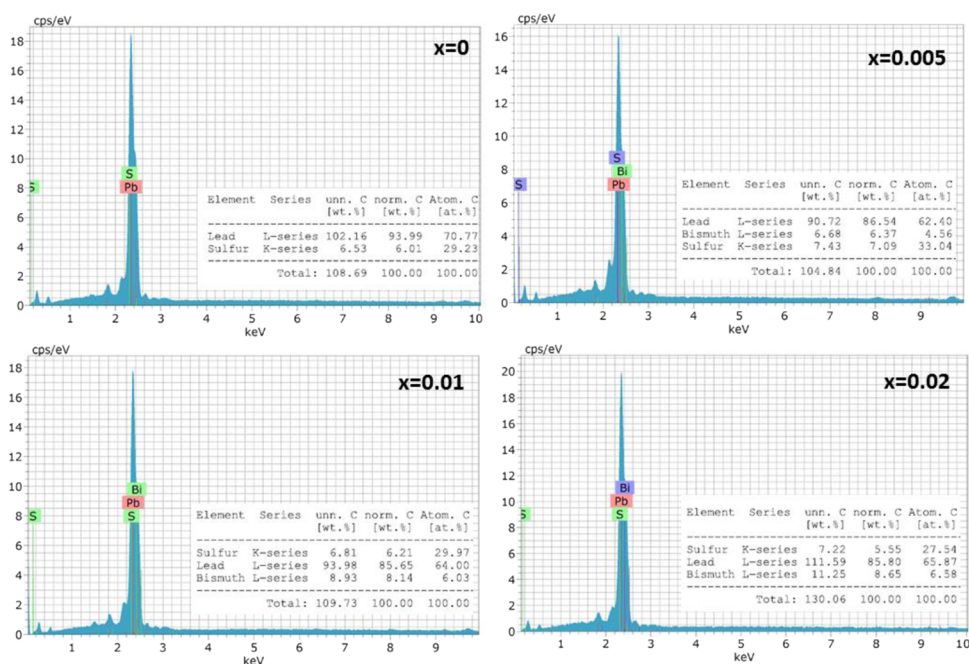 cps/eV
x=0
18
16
14
12
10
8
6
4
2
0
S
S
Pb
Element Series unn. C norm. C Atom. C
[wt.%] [wt.%] [at.%]
Lead L-series 102.16 93.99 70.77
Sulfur K-series 6.53 6.01 29.23
Total: 108.69 100.00 100.00
1 2 3 4 5 6 7 8 9 10
keV
cps/eV
x=0.005
16
14
12
10
8
6
4
2
0
S
S
Bi
Pb
Element Series unn. C norm. C Atom. C
[wt.%] [wt.%] [at.%]
Lead L-series 90.72 86.54 62.40
Bismuth L-series 6.68 6.37 4.56
Sulfur K-series 7.43 7.09 33.04
Total: 104.84 100.00 100.00
1 2 3 4 5 6 7 8 9
keV
cps/eV
x=0.01
18
16
14
12
10
8
6
4
2
0
S
Bi
Pb
S
Element Series unn. C norm. C Atom. C
[wt.%] [wt.%] [at.%]
Sulfur K-series 6.81 6.21 29.97
Lead L-series 93.98 85.65 64.00
Bismuth L-series 8.93 8.14 6.03
Total: 109.73 100.00 100.00
1 2 3 4 5 6 7 8 9
keV
cps/eV
x=0.02
20
18
16
14
12
10
8
6
4
2
0
S
Bi
Pb
S
Element Series unn. C norm. C Atom. C
[wt.%] [wt.%] [at.%]
Sulfur K-series 7.22 5.55 27.54
Lead L-series 111.59 85.80 65.87
Bismuth L-series 11.25 8.65 6.58
Total: 130.06 100.00 100.00
1 2 3 4 5 6 7 8 9 10
keV